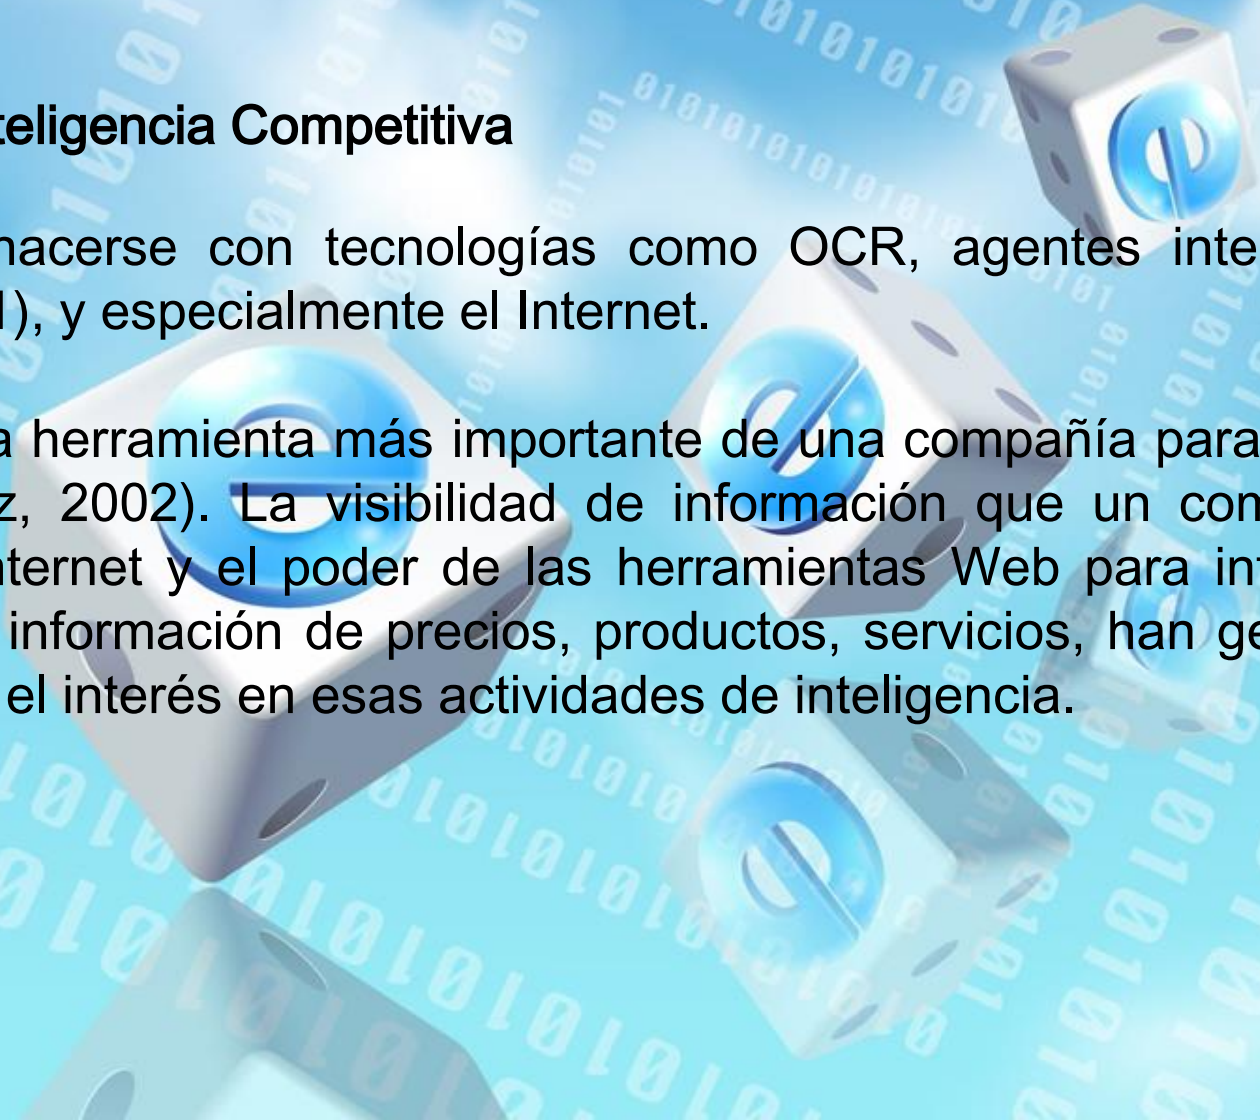 teligencia Competitiva
hacerse con tecnologías como OCR, agentes inte
1), y especialmente el Internet.
a herramienta más importante de una compañía para
z, 2002). La visibilidad de información que un con
nternet y el poder de las herramientas Web para int
información de precios, productos, servicios, han ge
el interés en esas actividades de inteligencia.